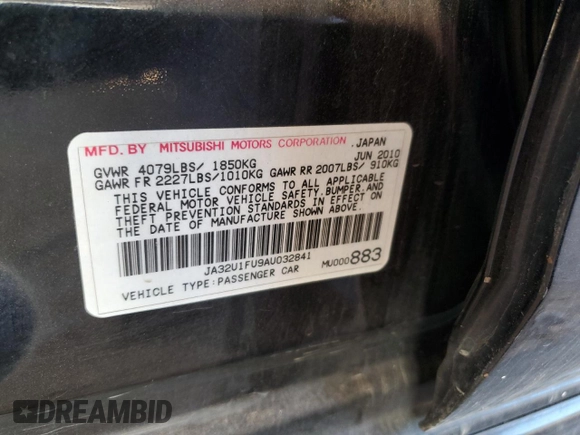 MFD. BY MITSUBISHI MOTORS CORPORATION, JAPAN
JUN 2010
GVWR 4079LBS/ 1850KG
GAWR FR 2227LBS/1010KG GAWR RR 2007LBS/ 910KG
THIS VEHICLE CONFORMS TO ALL APPLICABLE
FEDERAL MOTOR VEHICLE SAFETY,BUMPER,AND
THEFT PREVENTION STANDARDS IN EFFECT ON
THE DATE OF MANUFACTURE SHOWN ABOVE.
JA32U1FU9AU032841
MU000883
VEHICLE TYPE:PASSENGER CAR
DREAMBID